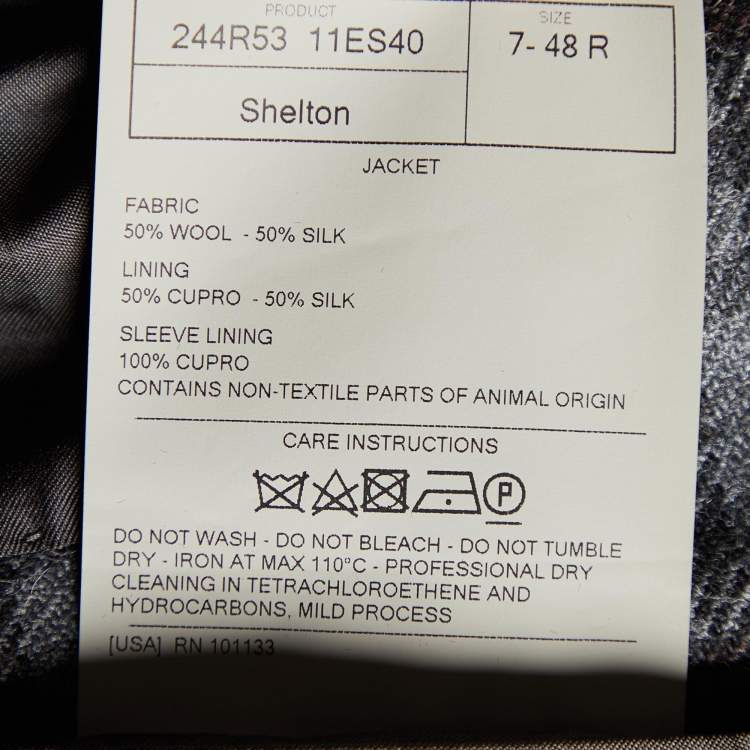 PRODUCT
SIZE
244R53 11ES40
7- 48 R
Shelton
JACKET
FABRIC
50% WOOL - 50% SILK
LINING
50% CUPRO - 50% SILK
SLEEVE LINING
100% CUPRO
CONTAINS NON-TEXTILE PARTS OF ANIMAL ORIGIN
CARE INSTRUCTIONS
P
DO NOT WASH - DO NOT BLEACH - DO NOT TUMBLE
DRY - IRON AT MAX 110°C - PROFESSIONAL DRY
CLEANING IN TETRACHLOROETHENE AND
HYDROCARBONS, MILD PROCESS
[USA] RN 101133